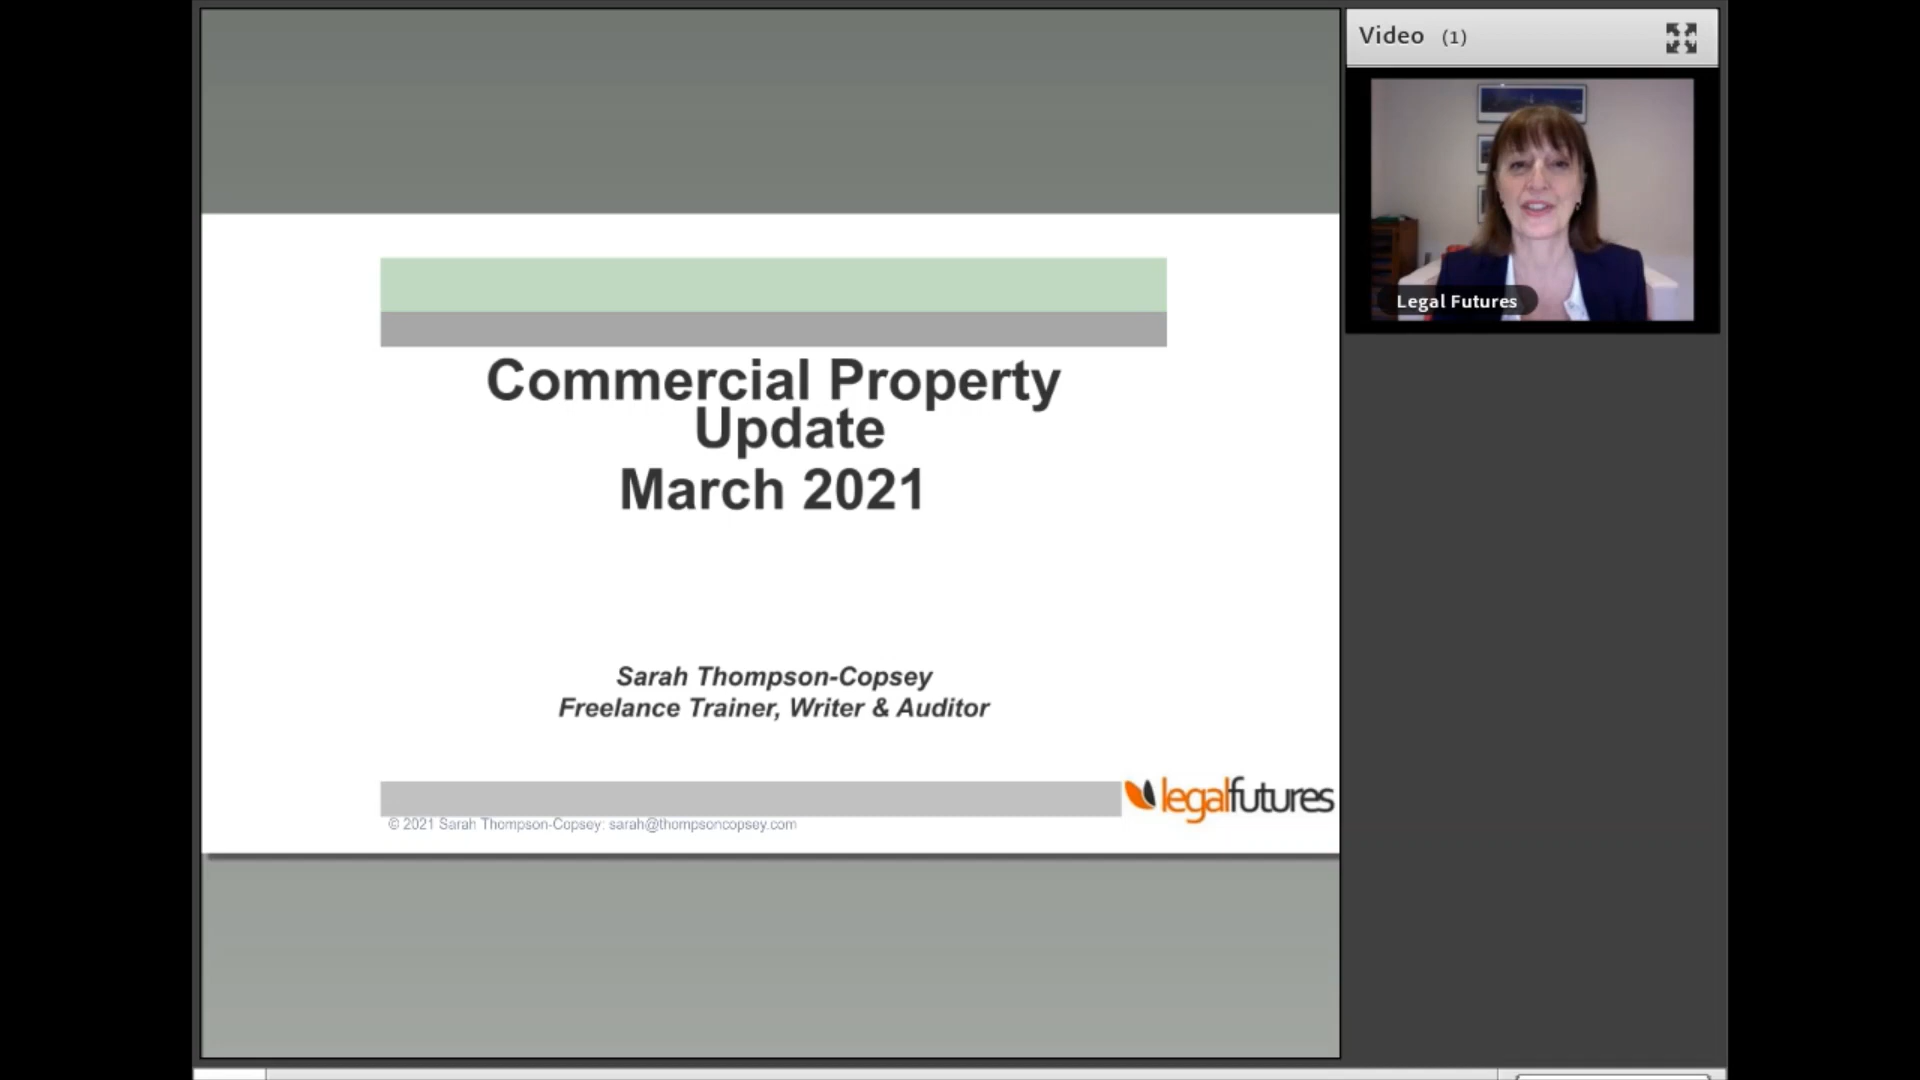 Video (1)
Legal Futures
Commercial Property
Update
March 2021
Sarah Thompson-Copsey
Freelance Trainer, Writer & Auditor
legalfutures
© 2021 Sarah Thompson-Copsey: sarah@thompsoncopsey.com